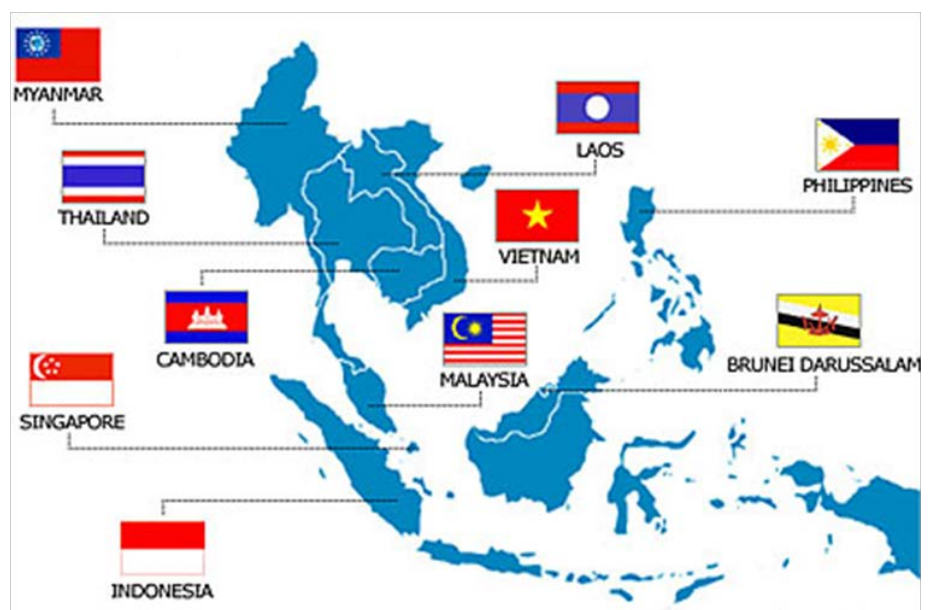 MYANMAR
LAOS
PHILIPPINES
THAILAND
VIETNAM
CAMBODIA
BRUNEI DARUSSALAM
MALAYSIA
SINGAPORE
INDONESIA